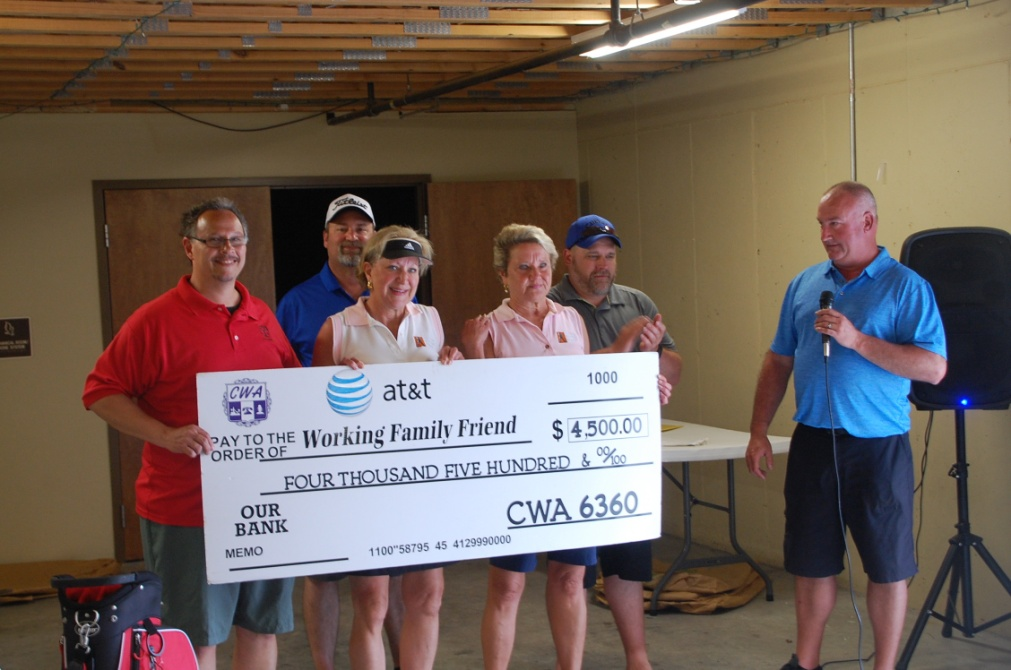 Titleist
CWA
at&t
1000
PAY TO THE
ORDER OF
Working Family Friend
$ 4,500.00
FOUR THOUSAND FIVE HUNDRED & 00/100
OUR
BANK
CWA 6360
MEMO
1100"58795 45 4129990000